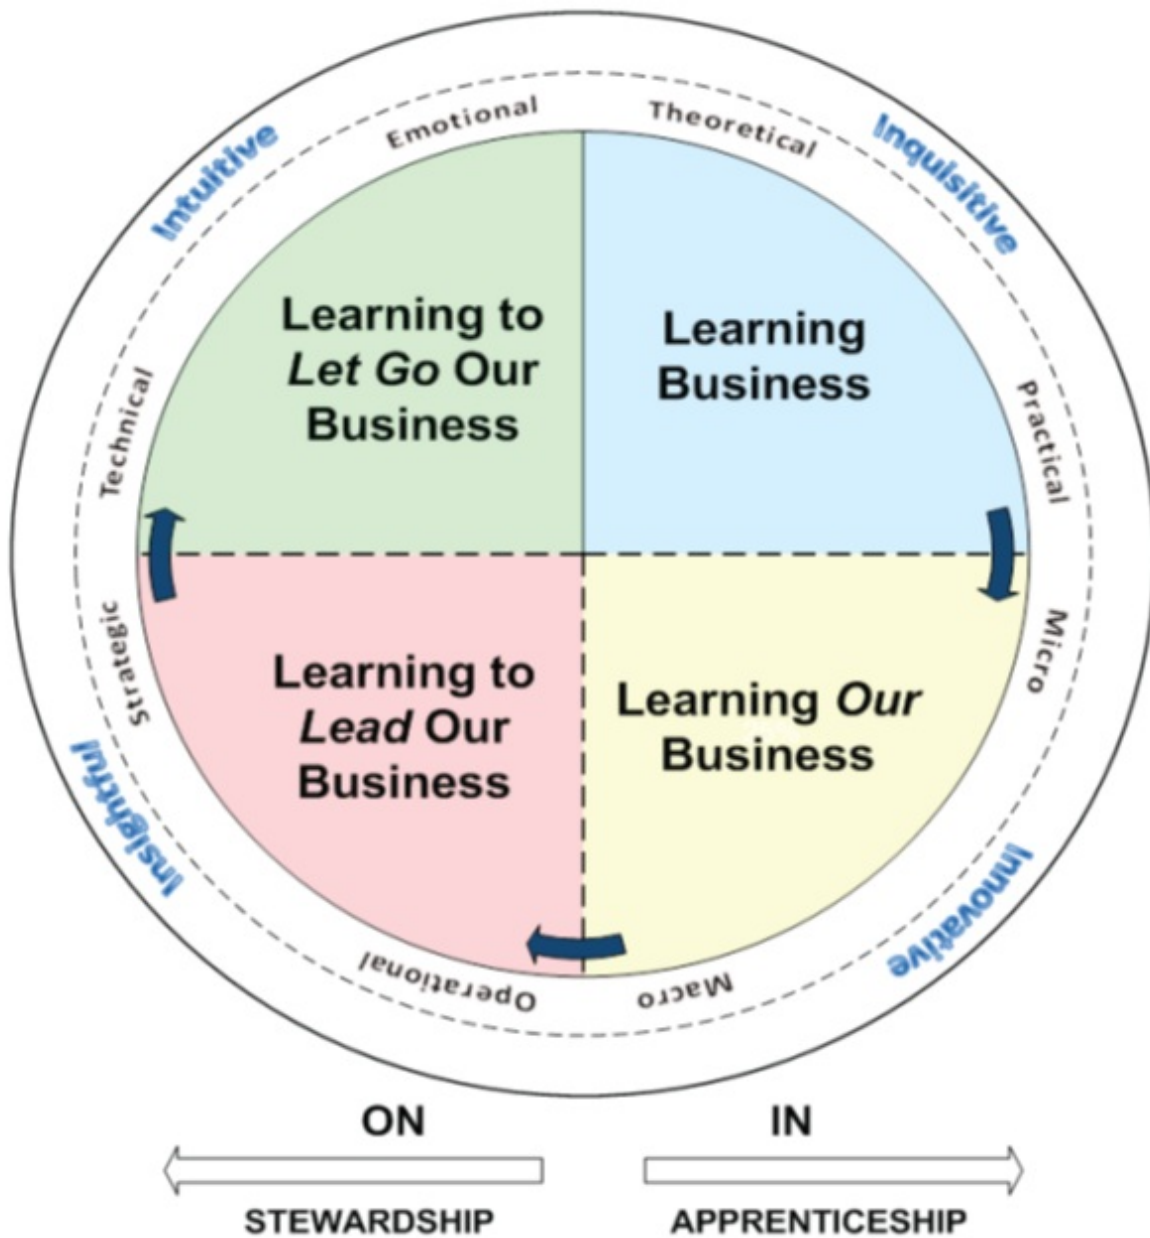 Emotional
Theoretical
Intuitive
Inquisitive
Learning to
Let Go Our
Business
Learning
Business
Technical
Practical
Strategic
Micro
Learning to
Lead Our
Business
Learning Our
Business
Insightful
Innovative
Operational
Macro
ON
IN
STEWARDSHIP
APPRENTICESHIP